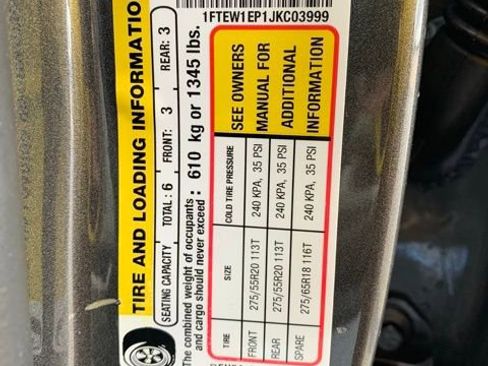 1FTEW1EP1JKC03999
TIRE AND LOADING INFORMATIO
SEATING CAPACITY TOTAL : 6 FRONT: 3 REAR: 3
The combined weight of occupants
and cargo should never exceed : 610 kg or 1345 lbs.
TIRE SIZE COLD TIRE PRESSURE
FRONT 275/55R20 113T 240 KPA, 35 PSI
REAR 275/55R20 113T 240 KPA, 35 PSI
SPARE 275/65R18 116T 240 KPA, 35 PSI
SEE OWNERS
MANUAL FOR
ADDITIONAL
INFORMATION